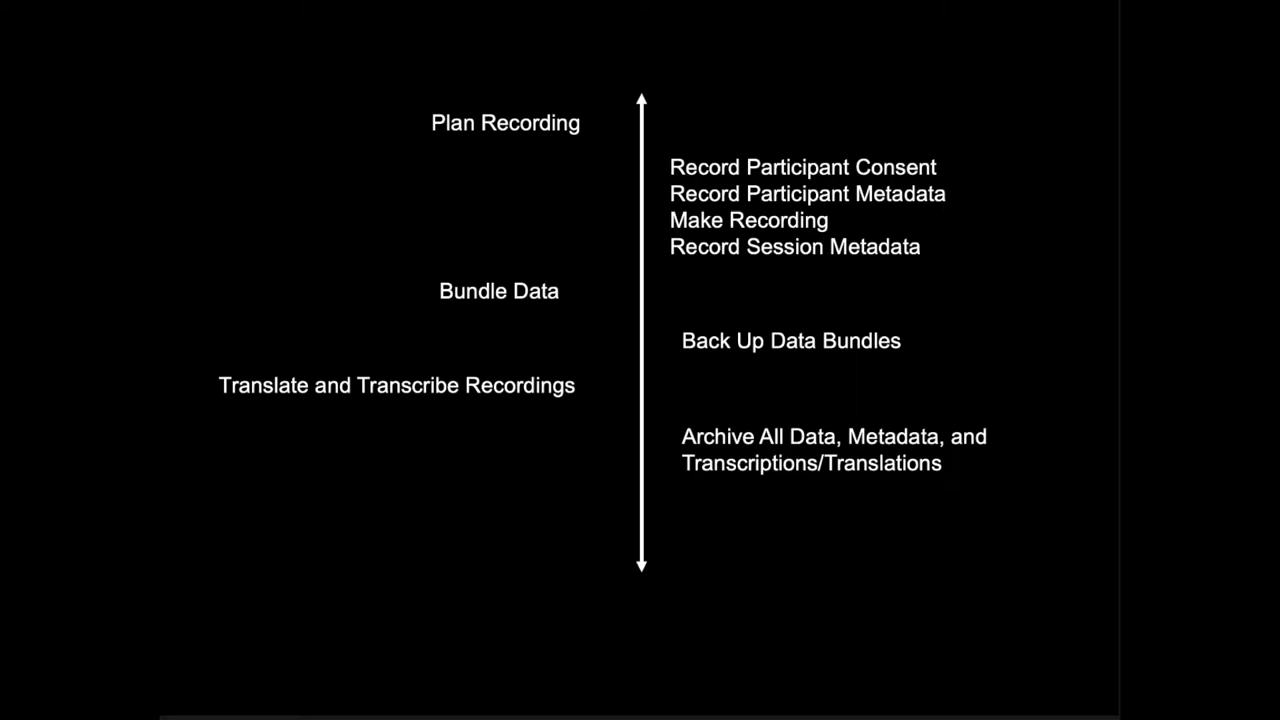 Plan Recording
Record Participant Consent
Record Participant Metadata
Make Recording
Record Session Metadata
Bundle Data
Back Up Data Bundles
Translate and Transcribe Recordings
Archive All Data, Metadata, and
Transcriptions/Translations